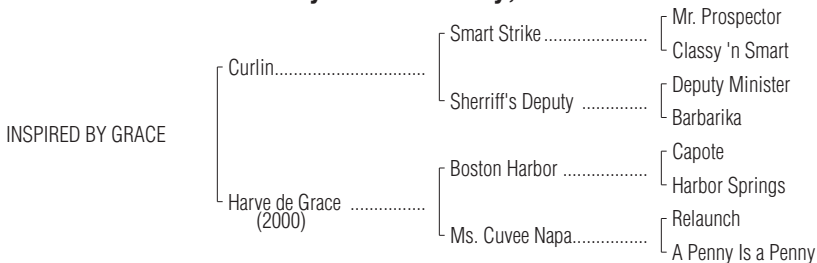 Mr. Prospector
Smart Strike
Classy 'n Smart
Curlin
Deputy Minister
Sherriff's Deputy
Barbarika
INSPIRED BY GRACE
Capote
Boston Harbor
Harbor Springs
Harve de Grace
(2000)
Relaunch
Ms. Cuvee Napa
A Penny Is a Penny